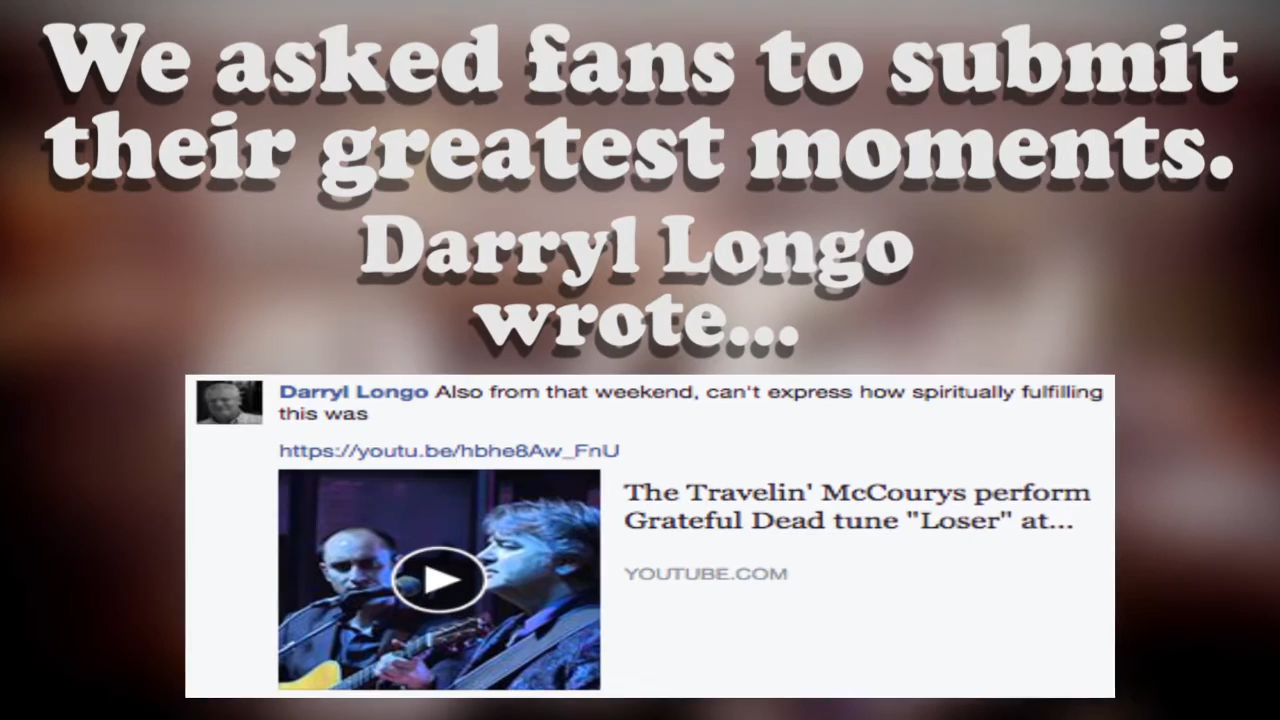 We asked fans to submit
their greatest moments.
Darryl Longo
wrote...
Darryl Longo Also from that weekend, can't express how spiritually fulfilling
this was
https://youtu.be/hbhe8Aw_FnU
The Travelin' McCourys perform
Grateful Dead tune "Loser" at...
YOUTUBE.COM